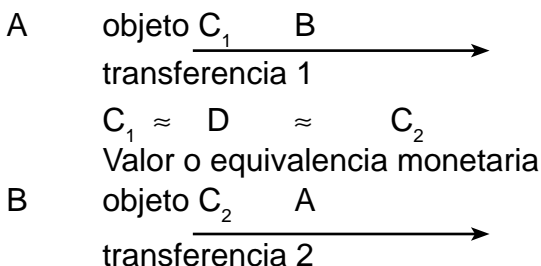 A objeto C₁ B
transferencia 1
C₁ ≈ D ≈ C₂
Valor o equivalencia monetaria
B objeto C₂ A
transferencia 2